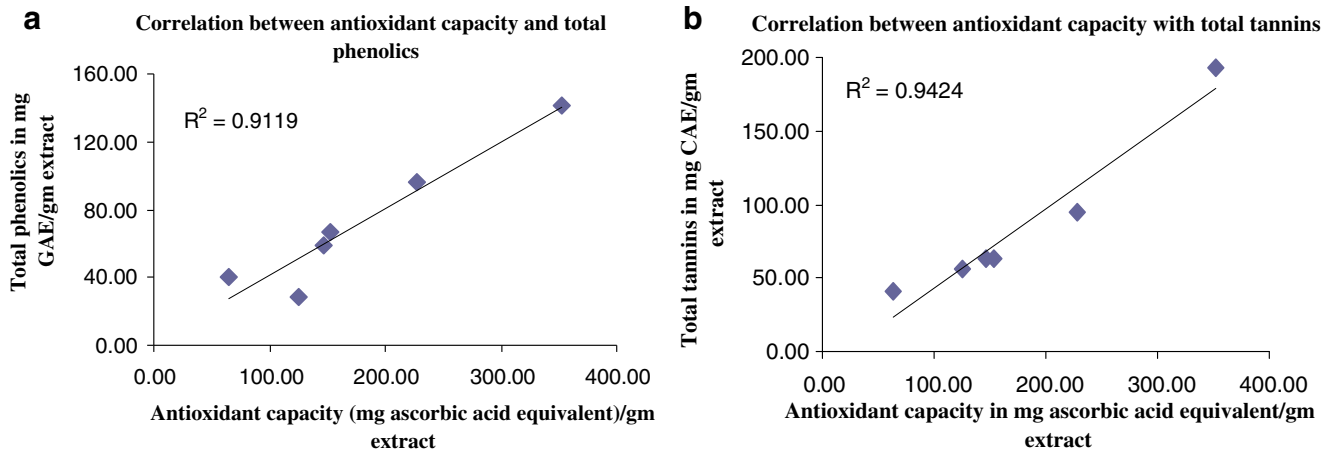 a
Correlation between antioxidant capacity and total
phenolics
Total phenolics in mg
GAE/gm extract
160.00
120.00
80.00
40.00
0.00
R² = 0.9119
0.00 100.00 200.00 300.00 400.00
Antioxidant capacity (mg ascorbic acid equivalent)/gm
extract
b
Correlation between antioxidant capacity with total tannins
Total tannins in mg CAE/gm
extract
200.00
150.00
100.00
50.00
0.00
R² = 0.9424
0.00 100.00 200.00 300.00 400.00
Antioxidant capacity in mg ascorbic acid equivalent/gm
extract